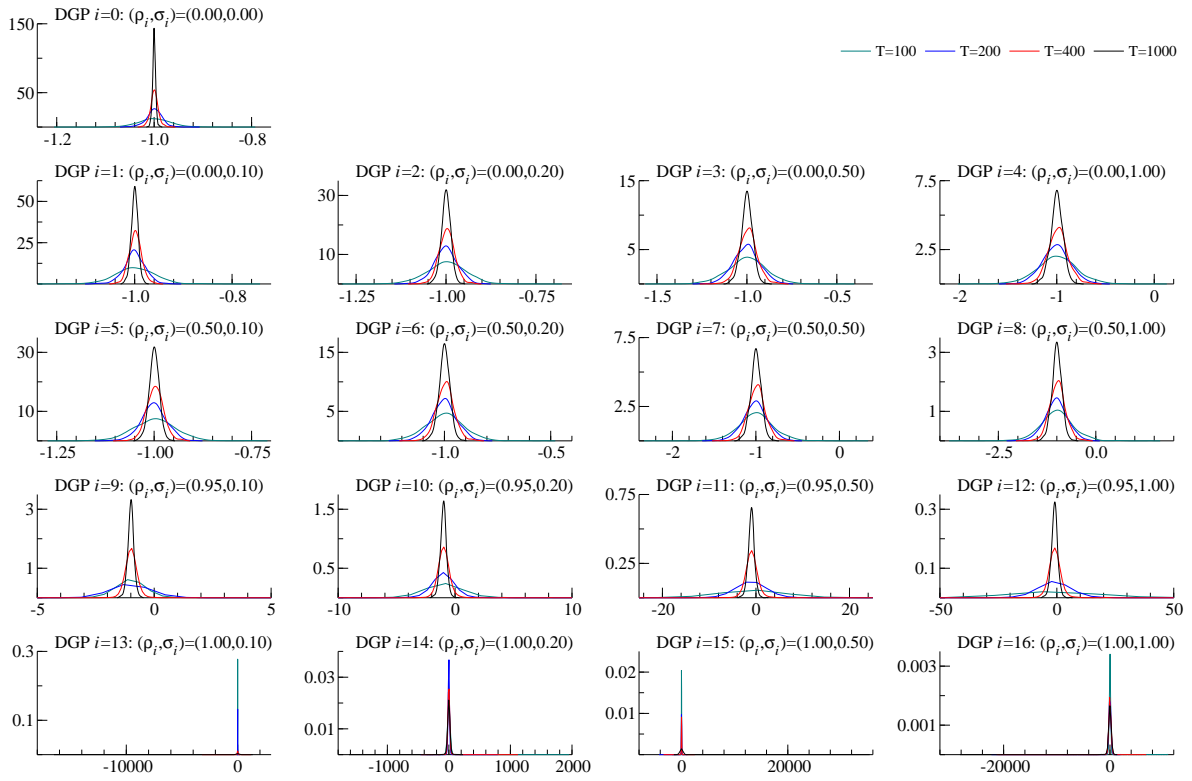 DGP i=0: (ρi,σi)=(0.00,0.00)
150
50
-1.2 -1.0 -0.8
T=100 T=200 T=400 T=1000
DGP i=1: (ρi,σi)=(0.00,0.10)
50
25
-1.0 -0.8
DGP i=2: (ρi,σi)=(0.00,0.20)
30
10
-1.25 -1.00 -0.75
DGP i=3: (ρi,σi)=(0.00,0.50)
15
5
-1.5 -1.0 -0.5
DGP i=4: (ρi,σi)=(0.00,1.00)
7.5
2.5
-2 -1 0
DGP i=5: (ρi,σi)=(0.50,0.10)
30
10
-1.25 -1.00 -0.75
DGP i=6: (ρi,σi)=(0.50,0.20)
15
5
-1.0 -0.5
DGP i=7: (ρi,σi)=(0.50,0.50)
7.5
2.5
-2 -1 0
DGP i=8: (ρi,σi)=(0.50,1.00)
3
1
-2.5 0.0
DGP i=9: (ρi,σi)=(0.95,0.10)
3
1
-5 0 5
DGP i=10: (ρi,σi)=(0.95,0.20)
1.5
0.5
-10 0 10
DGP i=11: (ρi,σi)=(0.95,0.50)
0.75
0.25
-20 0 20
DGP i=12: (ρi,σi)=(0.95,1.00)
0.3
0.1
-50 0 50
DGP i=13: (ρi,σi)=(1.00,0.10)
0.3
0.1
-10000 0
DGP i=14: (ρi,σi)=(1.00,0.20)
0.03
0.01
-1000 0 1000 2000
DGP i=15: (ρi,σi)=(1.00,0.50)
0.02
0.01
0 20000
DGP i=16: (ρi,σi)=(1.00,1.00)
0.003
0.001
-20000 0